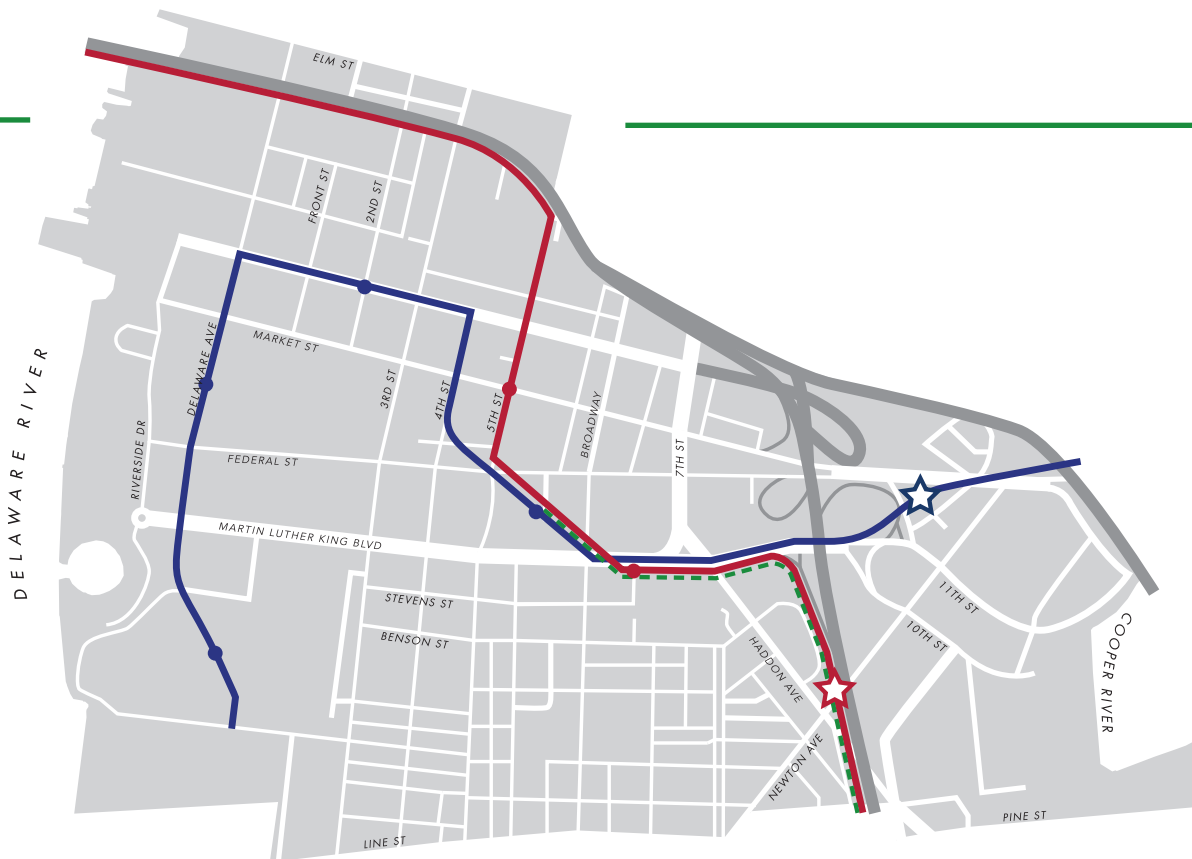 ELM ST
FRONT ST
2ND ST
MARKET ST
DELAWARE AVE
3RD ST
4TH ST
5TH ST
BROADWAY
7TH ST
DELAWARE RIVER
RIVERSIDE DR
FEDERAL ST
MARTIN LUTHER KING BLVD
STEVENS ST
BENSON ST
HADDON AVE
11TH ST
10TH ST
COOPER RIVER
NEWTON AVE
PINE ST
LINE ST